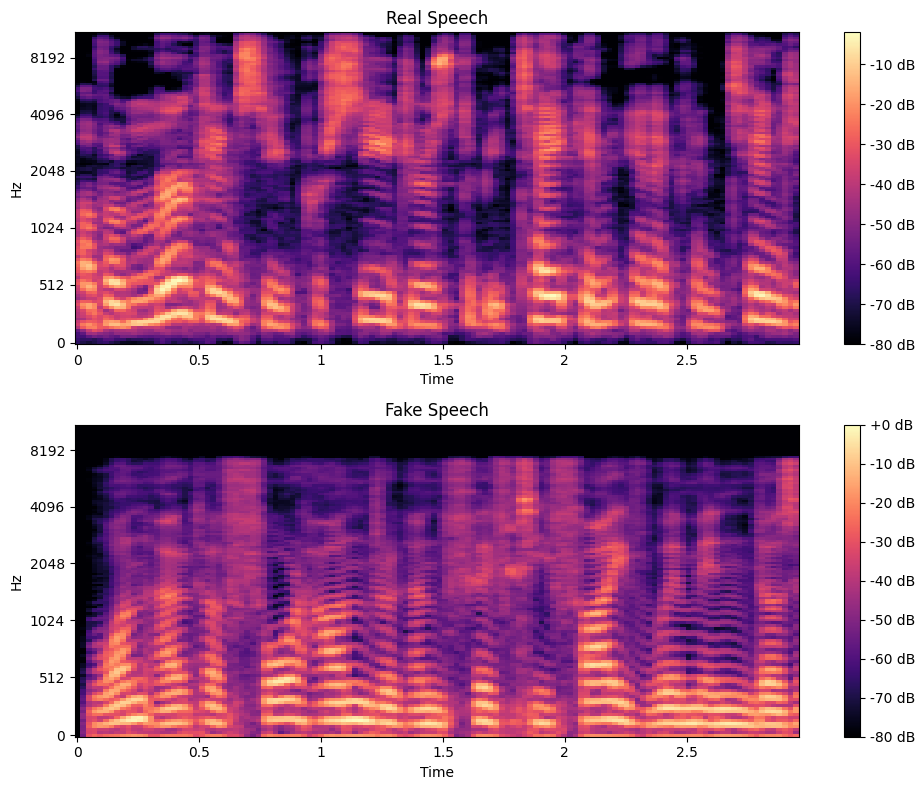 Real Speech
8192
4096
2048
1024
512
0
Hz
0
0.5
1
1.5
2
2.5
Time
-10 dB
-20 dB
-30 dB
-40 dB
-50 dB
-60 dB
-70 dB
-80 dB
Fake Speech
8192
4096
2048
1024
512
0
Hz
0
0.5
1
1.5
2
2.5
Time
+0 dB
-10 dB
-20 dB
-30 dB
-40 dB
-50 dB
-60 dB
-70 dB
-80 dB